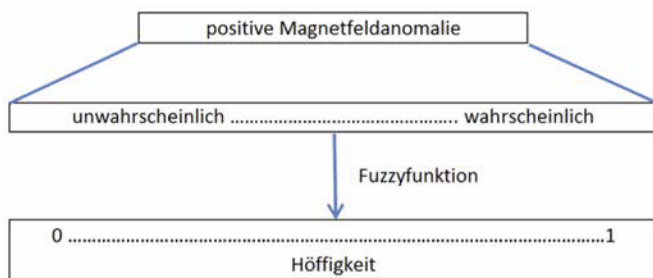 positive Magnetfeldanomalie
unwahrscheinlich ................................................ wahrscheinlich
Fuzzyfunktion
0 ....................................................................................................1
Höffigkeit